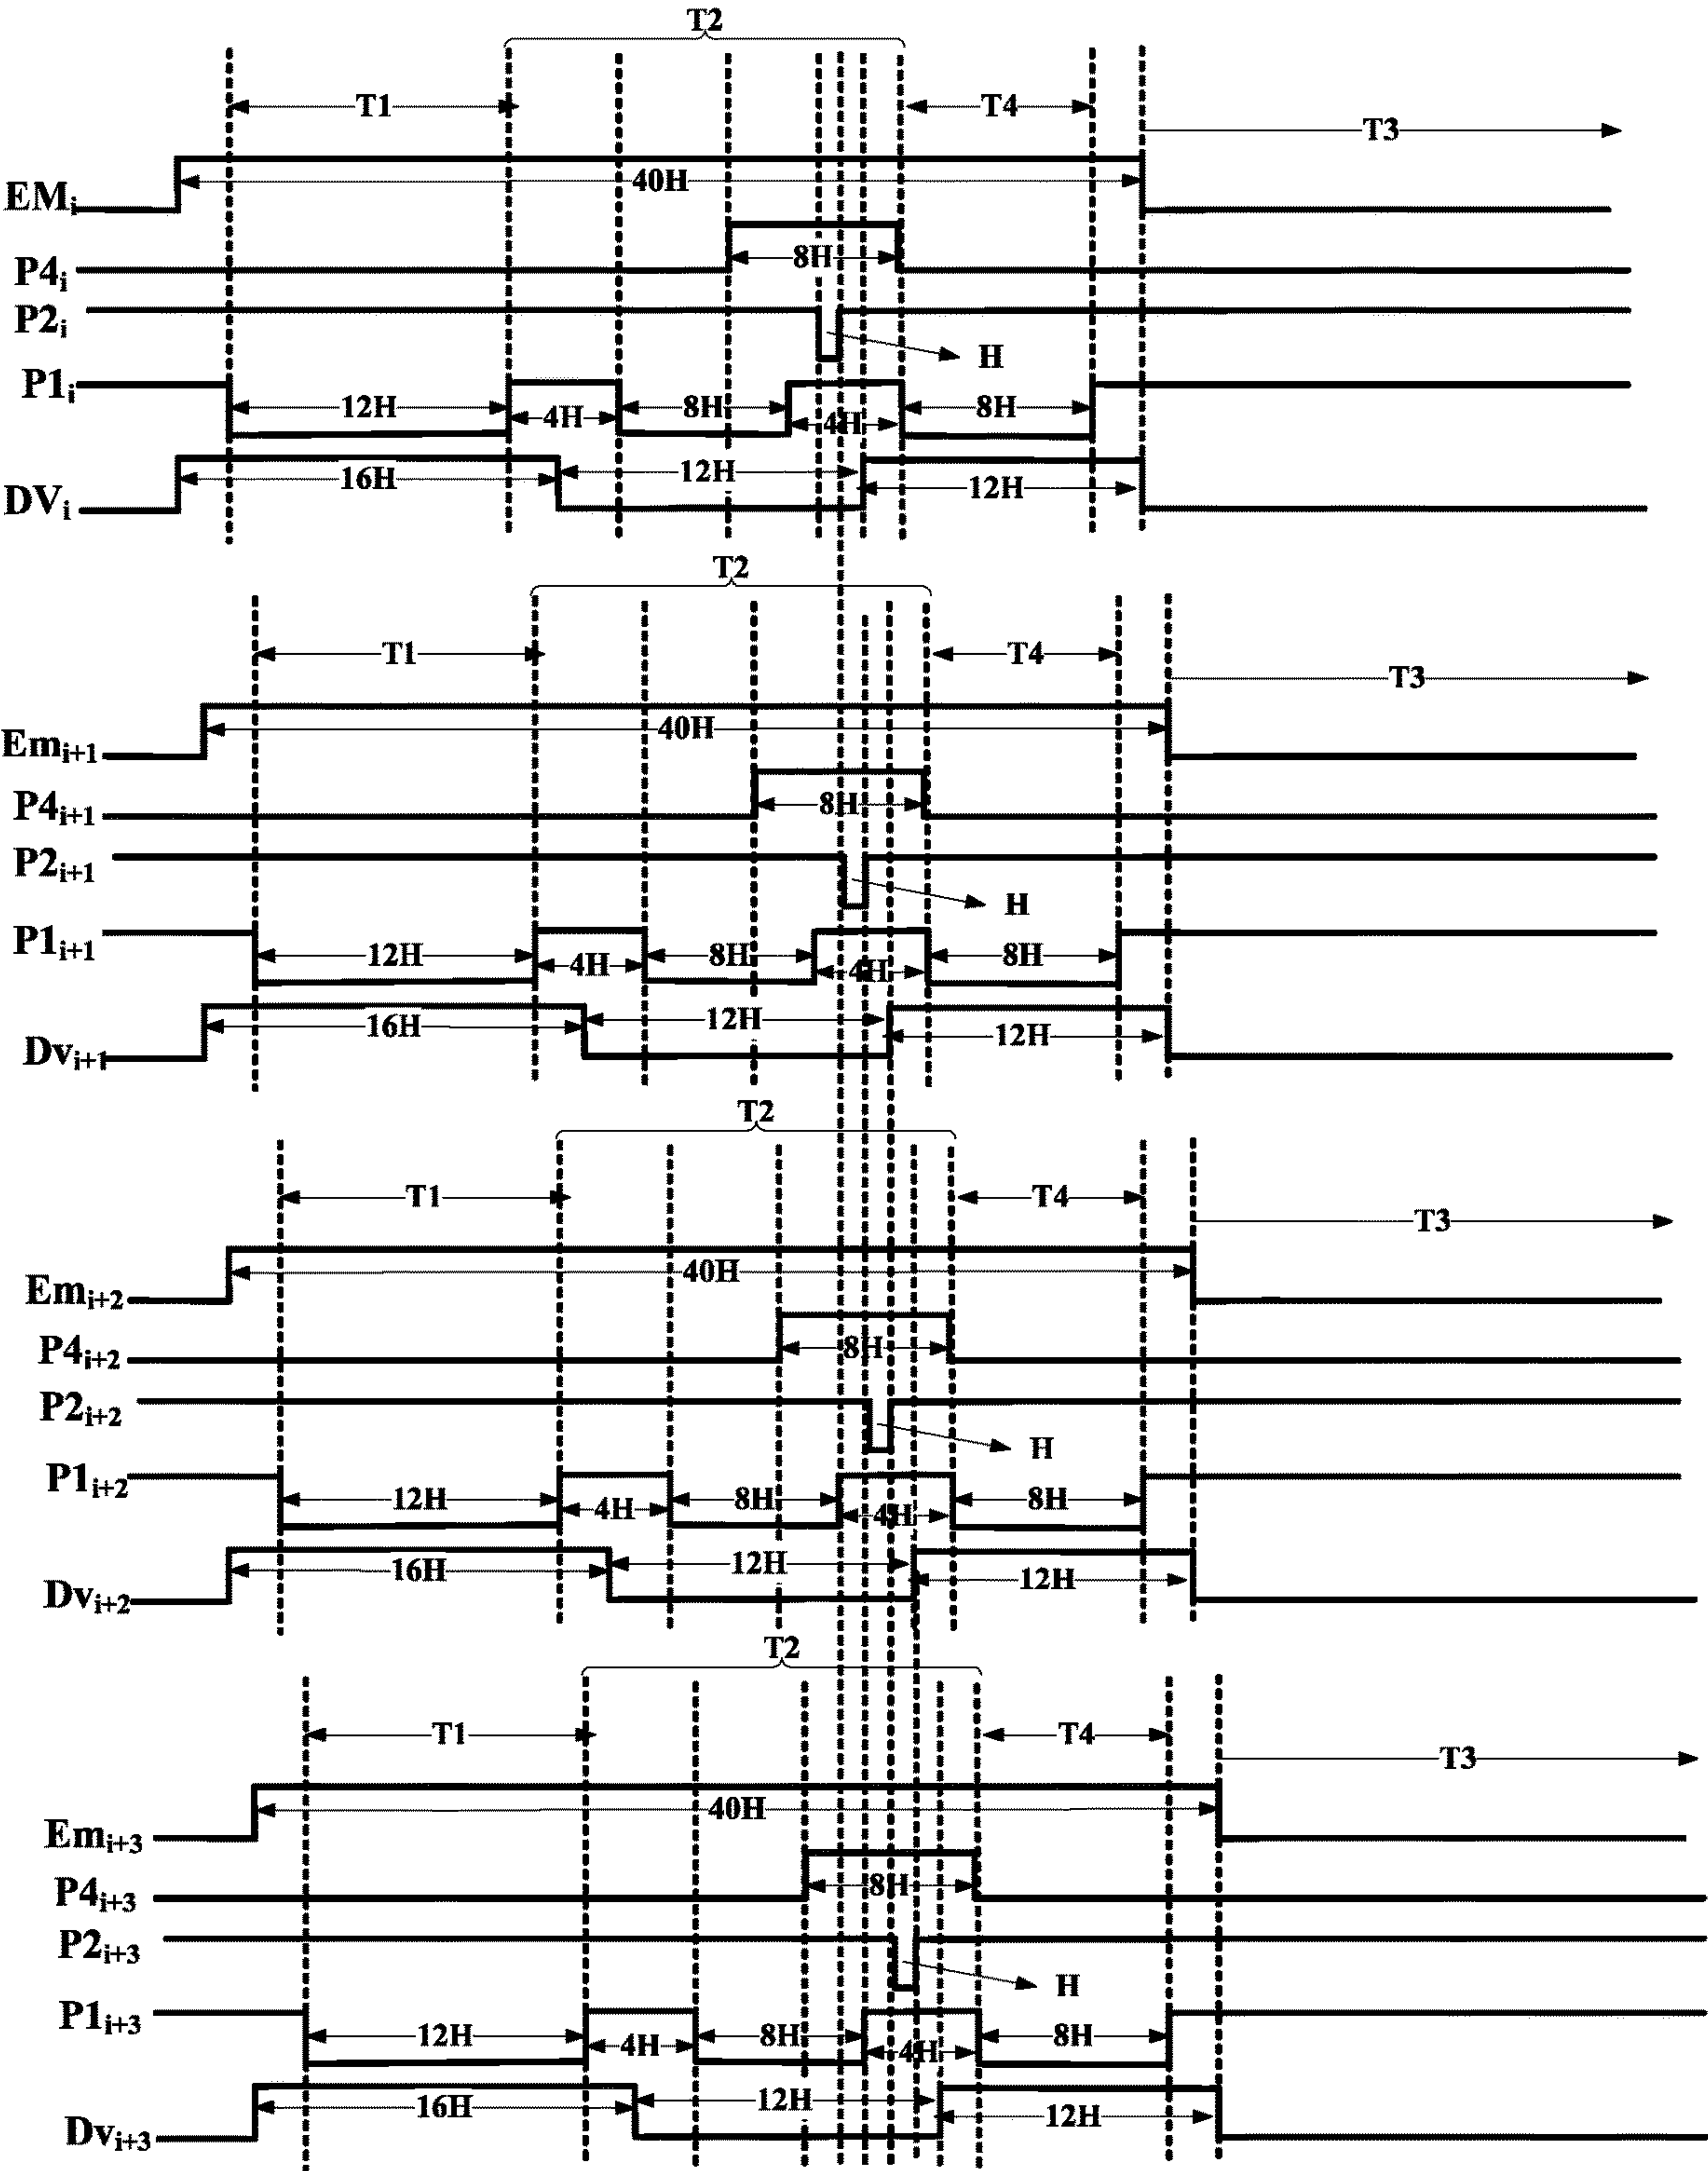 T2
T1 T4
T3
EMi 40H
P4i 8H
P2i
H
P1i 12H 4H 8H 4H 8H
DVi 16H 12H 12H
T2
T1 T4
T3
Emi+1 40H
P4i+1 8H
P2i+1
H
P1i+1 12H 4H 8H 4H 8H
Dvi+1 16H 12H 12H
T2
T1 T4
T3
Emi+2 40H
P4i+2 8H
P2i+2
H
P1i+2 12H 4H 8H 4H 8H
Dvi+2 16H 12H 12H
T2
T1 T4
T3
Emi+3 40H
P4i+3 8H
P2i+3
H
P1i+3 12H 4H 8H 4H 8H
Dvi+3 16H 12H 12H